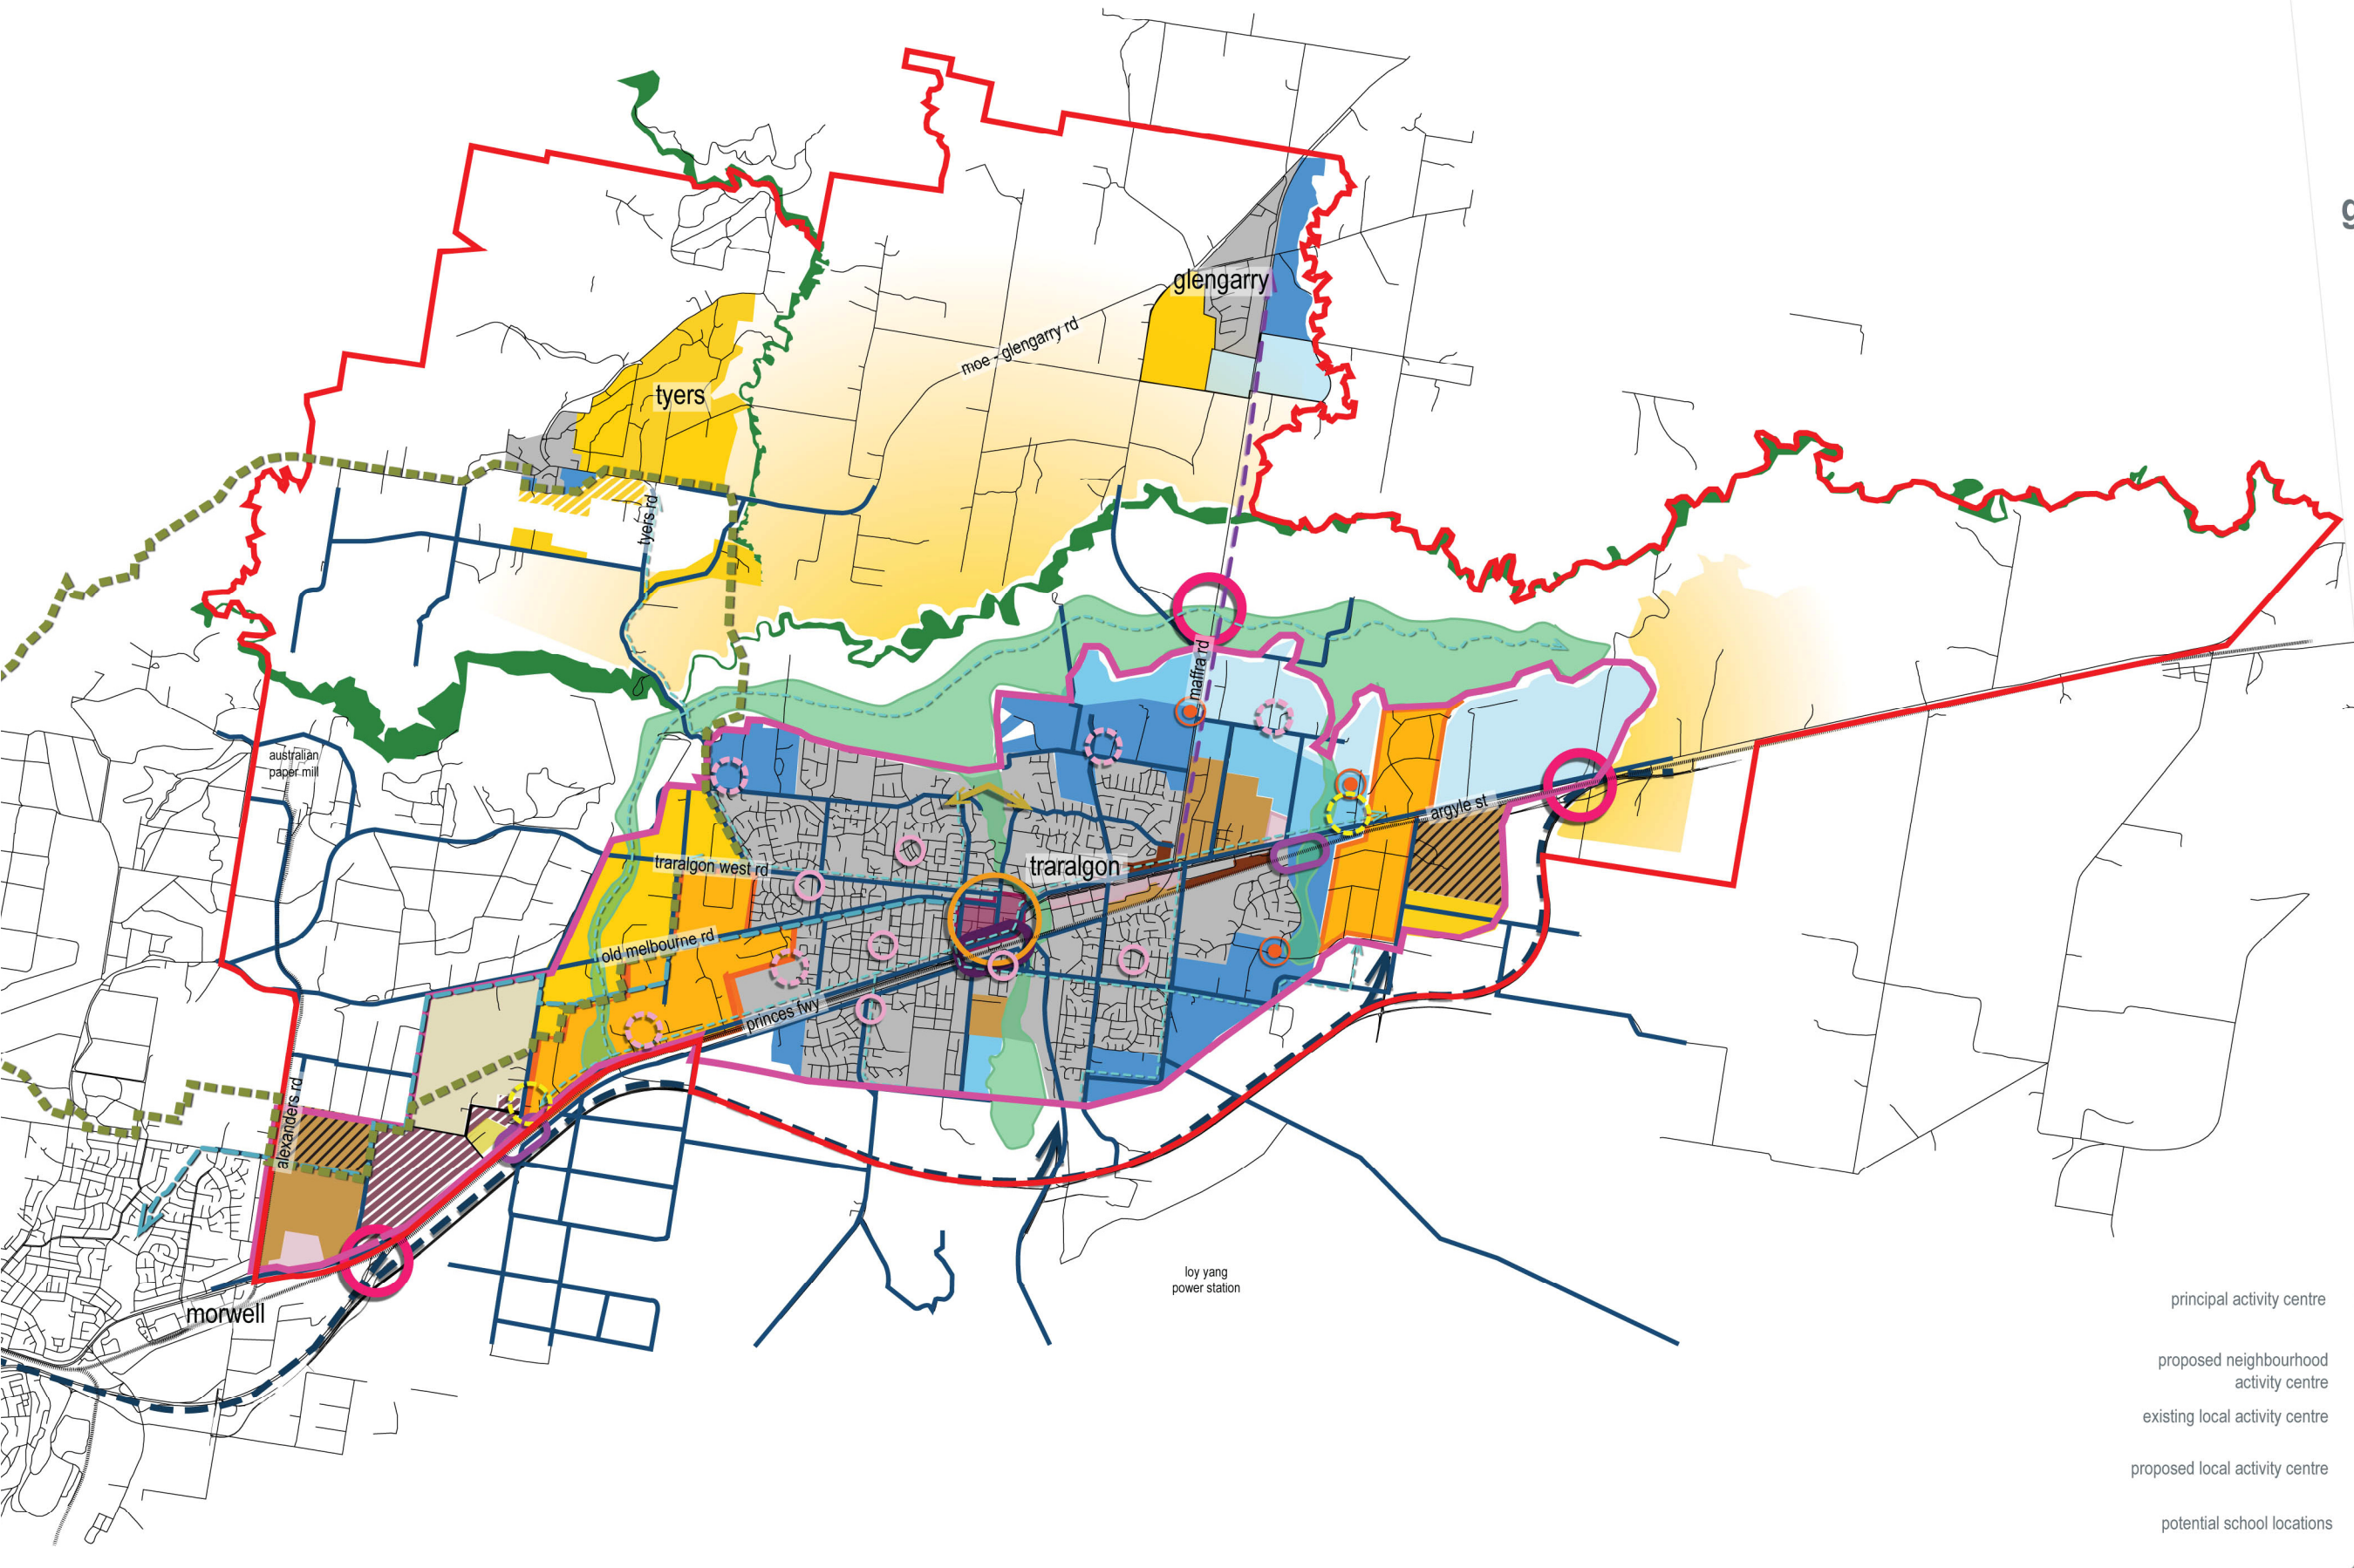 g
glengarry
moe - glengarry rd
tyers
tyers rd
maffra rd
australian
paper mill
argyle st
traralgon west rd
traralgon
old melbourne rd
princes fwy
alexanders rd
morwell
loy yang
power station
principal activity centre
proposed neighbourhood
activity centre
existing local activity centre
proposed local activity centre
potential school locations